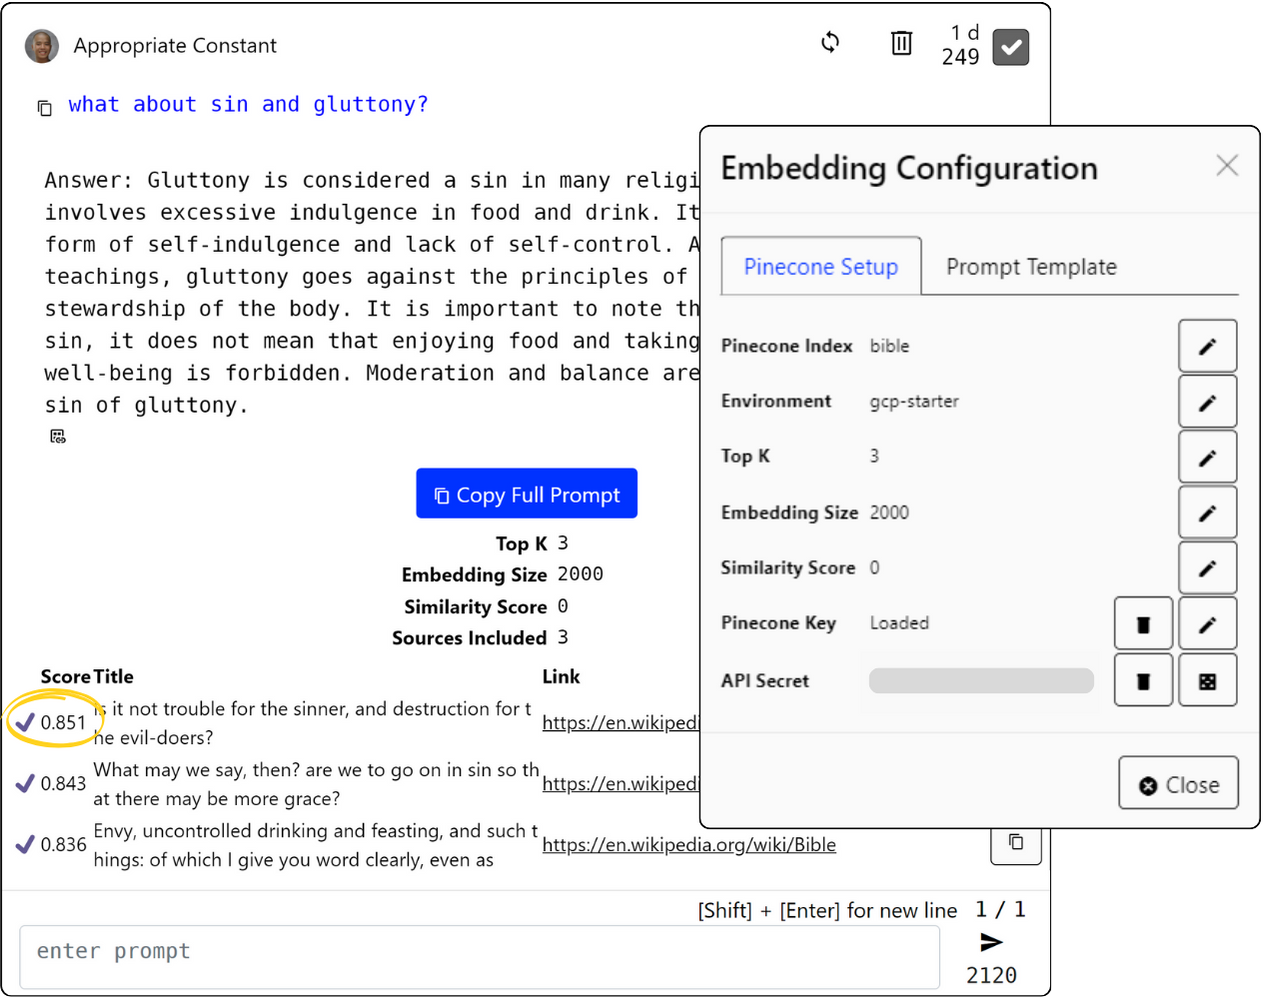 Appropriate Constant
1 d
249
what about sin and gluttony?
Answer: Gluttony is considered a sin in many religi
involves excessive indulgence in food and drink. It
form of self-indulgence and lack of self-control. A
teachings, gluttony goes against the principles of
stewardship of the body. It is important to note th
sin, it does not mean that enjoying food and taking
well-being is forbidden. Moderation and balance are
sin of gluttony.
Copy Full Prompt
Top K 3
Embedding Size 2000
Similarity Score 0
Sources Included 3
Score Title Link
0.851 Is it not trouble for the sinner, and destruction for t
he evil-doers?
https://en.wikipedi
0.843 What may we say, then? are we to go on in sin so th
at there may be more grace?
https://en.wikipedi
0.836 Envy, uncontrolled drinking and feasting, and such t
hings: of which I give you word clearly, even as
https://en.wikipedia.org/wiki/Bible
[Shift] + [Enter] for new line 1 / 1
enter prompt
2120
Embedding Configuration
Pinecone Setup
Prompt Template
Pinecone Index bible
Environment gcp-starter
Top K 3
Embedding Size 2000
Similarity Score 0
Pinecone Key Loaded
API Secret
Close